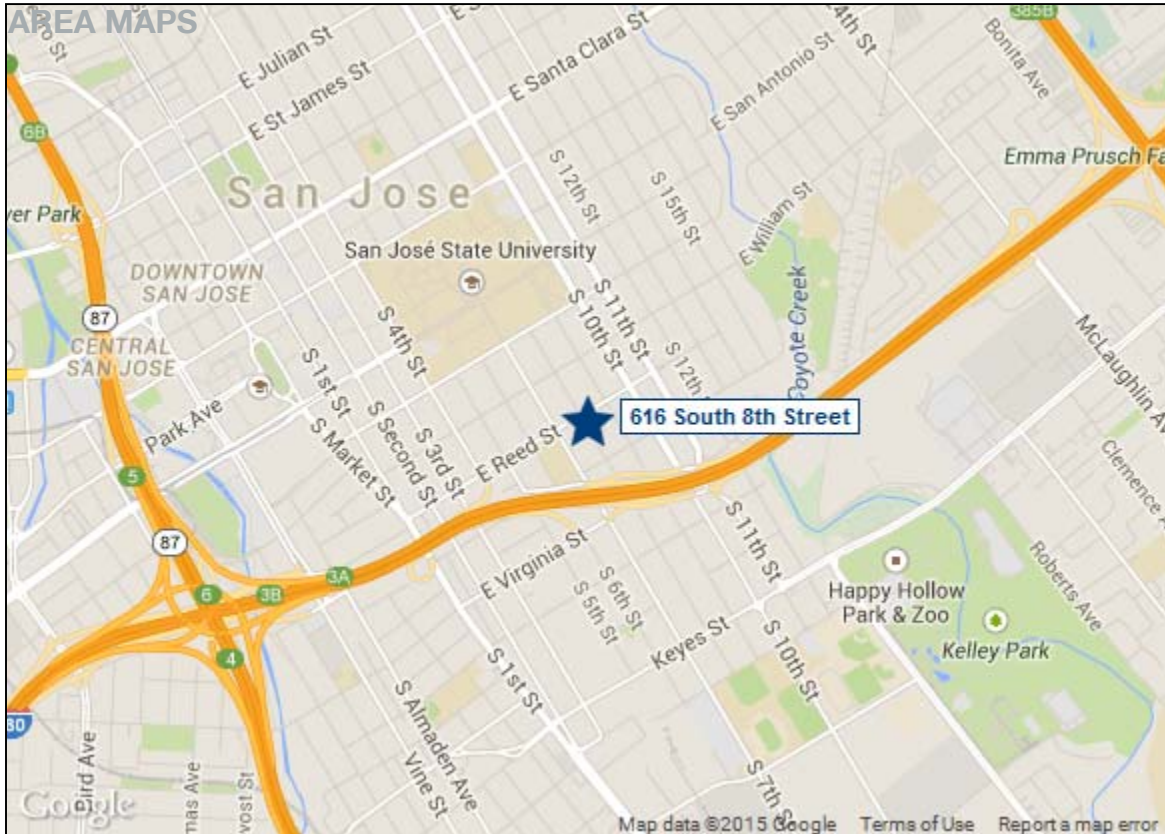 AREA MAPS
385B
E Julian St
E Santa Clara St
E St James St
E San Antonio St
Bonita Ave
6B
Emma Prusch Fa
San Jose
S 12th St
S 15th St
E William St
ver Park
San José State University
DOWNTOWN
SAN JOSE
87
CENTRAL
SAN JOSE
S 4th St
S 10th St
S 11th St
Coyote Creek
McLaughlin Av
S 1st St
S 12th
Park Ave
S Market St
S Second St
S 3rd St
E Reed St
616 South 8th Street
Clemence A
5
87
S 11th St
E Virginia St
Roberts Ave
6
3B
3A
S 6th St
S 5th St
Happy Hollow
Park & Zoo
Keyes St
S 10th St
Kelley Park
4
S 1st St
80
Bird Ave
S Almaden Ave
Vine St
S 7th St
mas Ave
vost St
Google
Map data ©2015 Google
Terms of Use
Report a map error